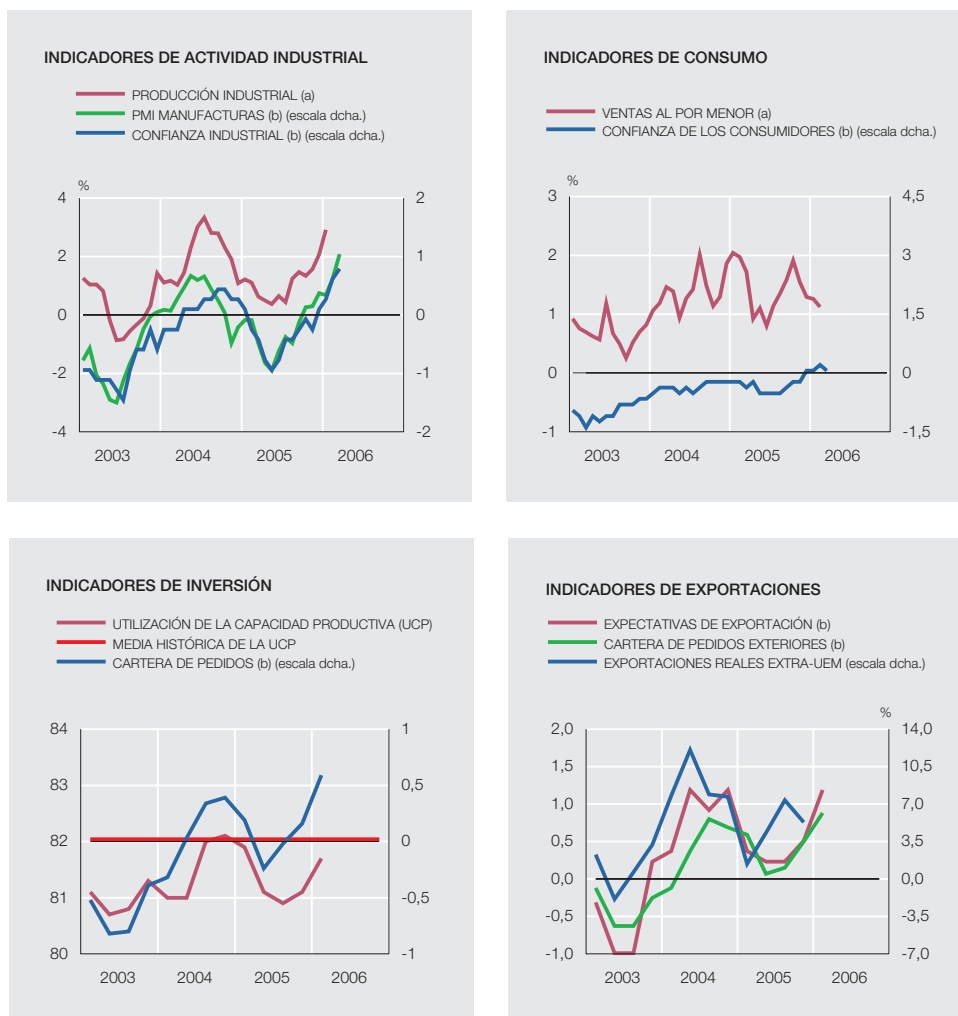 INDICADORES DE ACTIVIDAD INDUSTRIAL
PRODUCCIÓN INDUSTRIAL (a)
PMI MANUFACTURAS (b) (escala dcha.)
CONFIANZA INDUSTRIAL (b) (escala dcha.)
%
4 2
2 1
0 0
-2 -1
-4 -2
2003 2004 2005 2006
INDICADORES DE CONSUMO
VENTAS AL POR MENOR (a)
CONFIANZA DE LOS CONSUMIDORES (b) (escala dcha.)
%
3 4,5
2 3
1 1,5
0 0
-1 -1,5
2003 2004 2005 2006
INDICADORES DE INVERSIÓN
UTILIZACIÓN DE LA CAPACIDAD PRODUCTIVA (UCP)
MEDIA HISTÓRICA DE LA UCP
CARTERA DE PEDIDOS (b) (escala dcha.)
84 1
83 0,5
82 0
81 -0,5
80 -1
2003 2004 2005 2006
INDICADORES DE EXPORTACIONES
EXPECTATIVAS DE EXPORTACIÓN (b)
CARTERA DE PEDIDOS EXTERIORES (b)
EXPORTACIONES REALES EXTRA-UEM (escala dcha.)
%
2,0 14,0
1,5 10,5
1,0 7,0
0,5 3,5
0,0 0,0
-0,5 -3,5
-1,0 -7,0
2003 2004 2005 2006